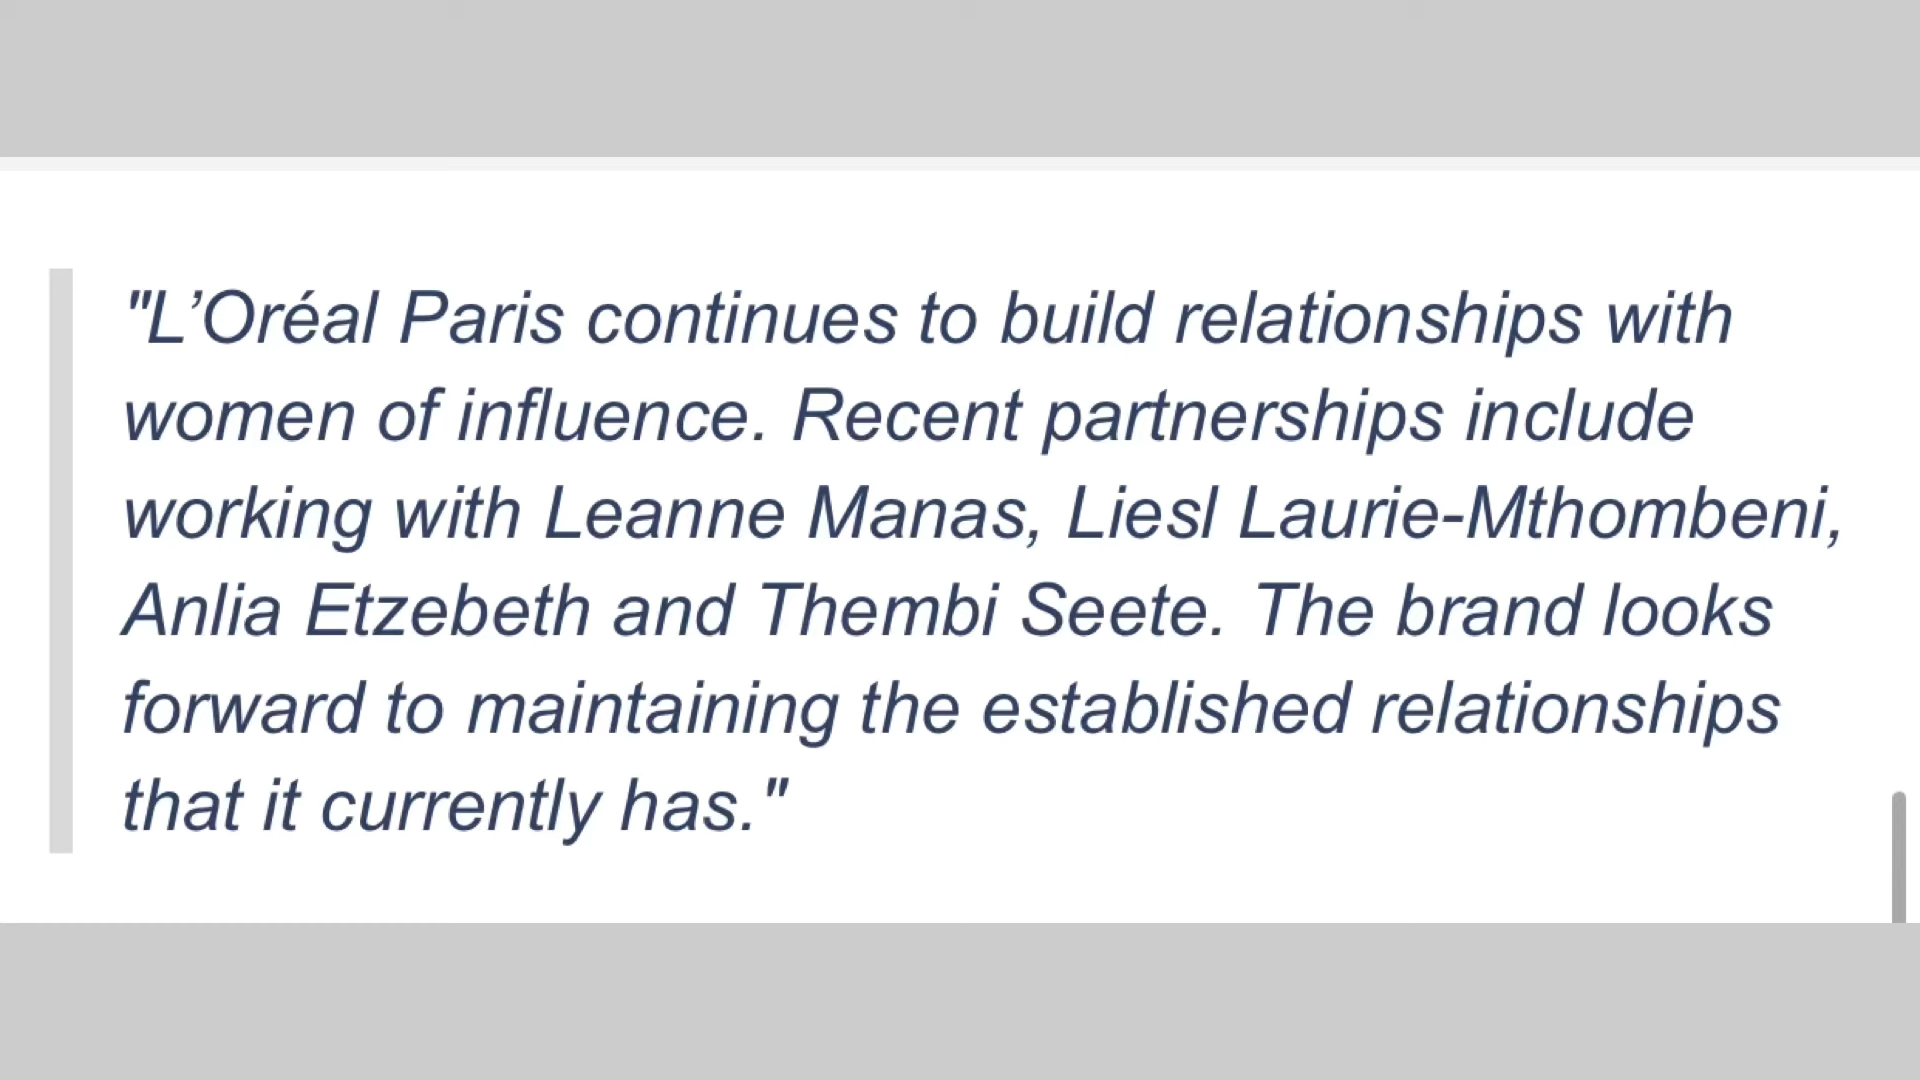 "L’Oréal Paris continues to build relationships with
women of influence. Recent partnerships include
working with Leanne Manas, Liesl Laurie-Mthombeni,
Anlia Etzebeth and Thembi Seete. The brand looks
forward to maintaining the established relationships
that it currently has."